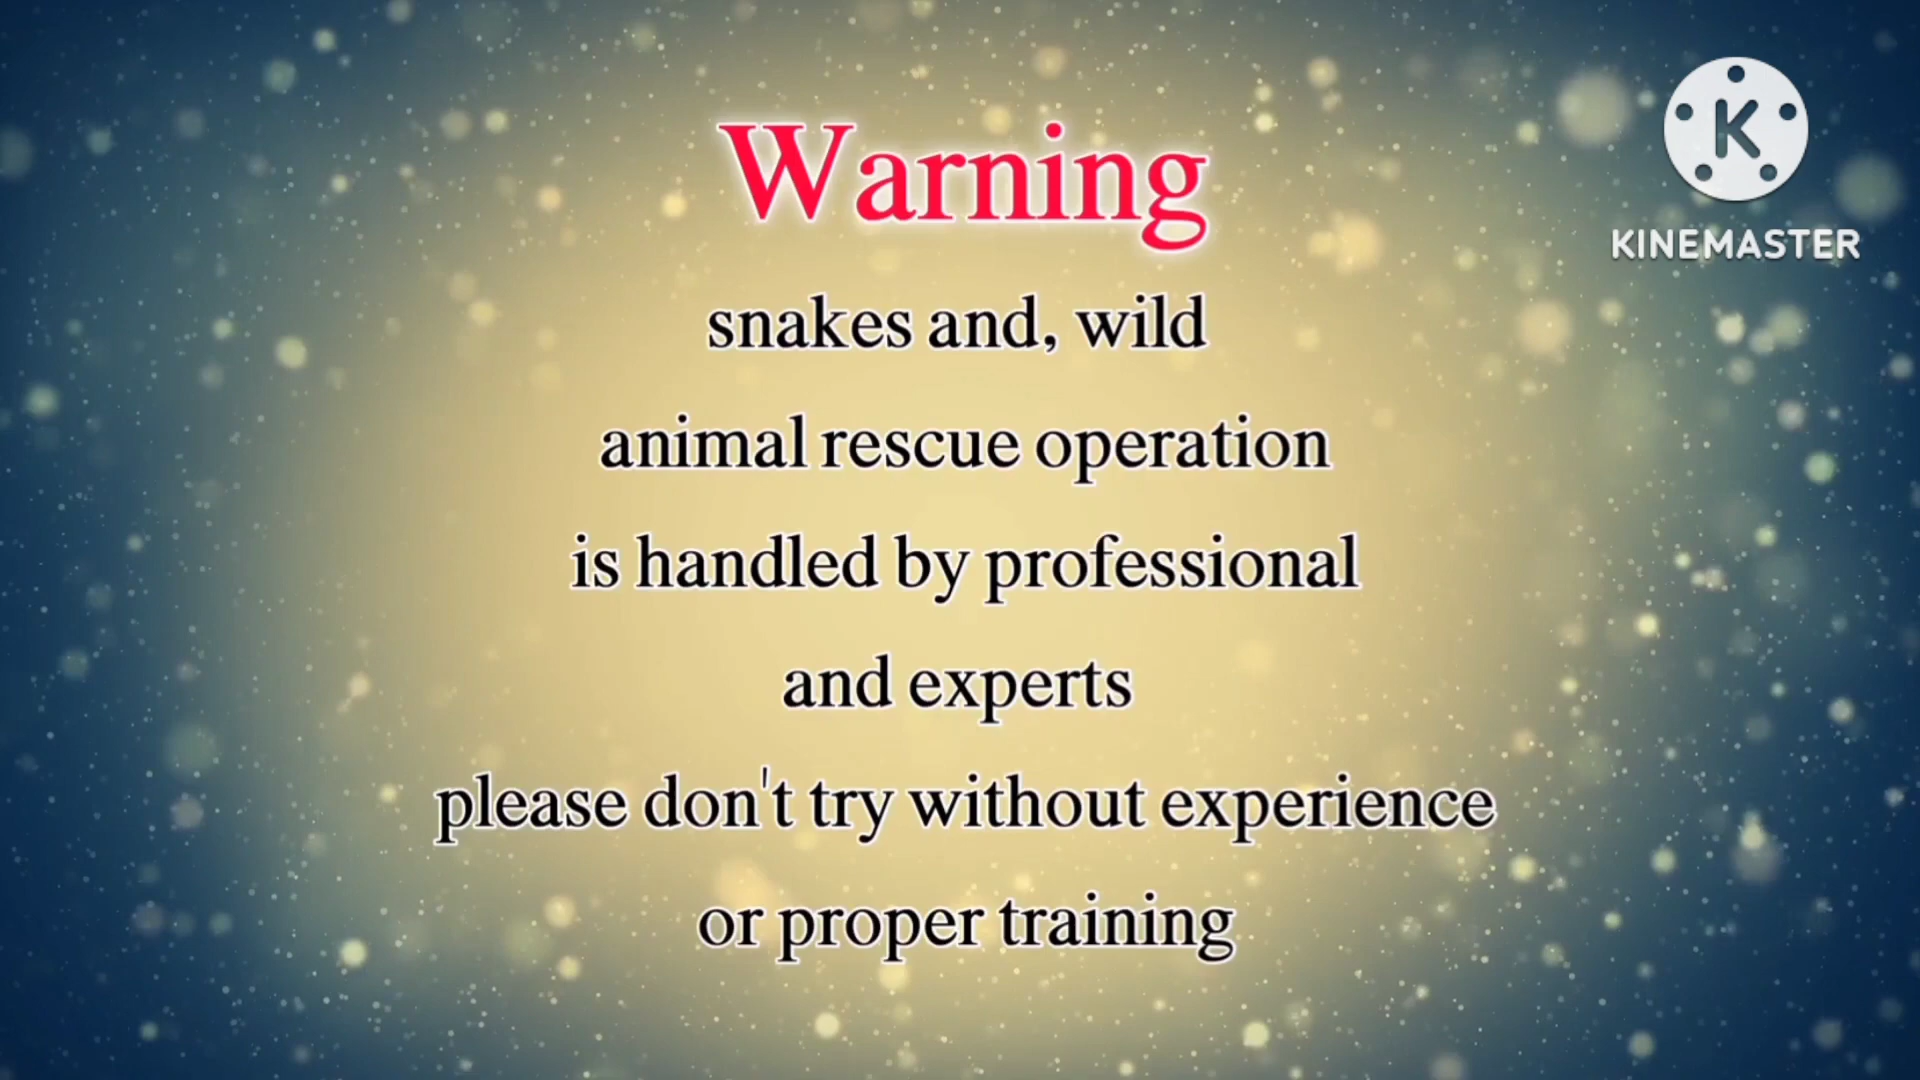 Warning
K
KINEMASTER
snakes and, wild
animal rescue operation
is handled by professional
and experts
please don't try without experience
or proper training